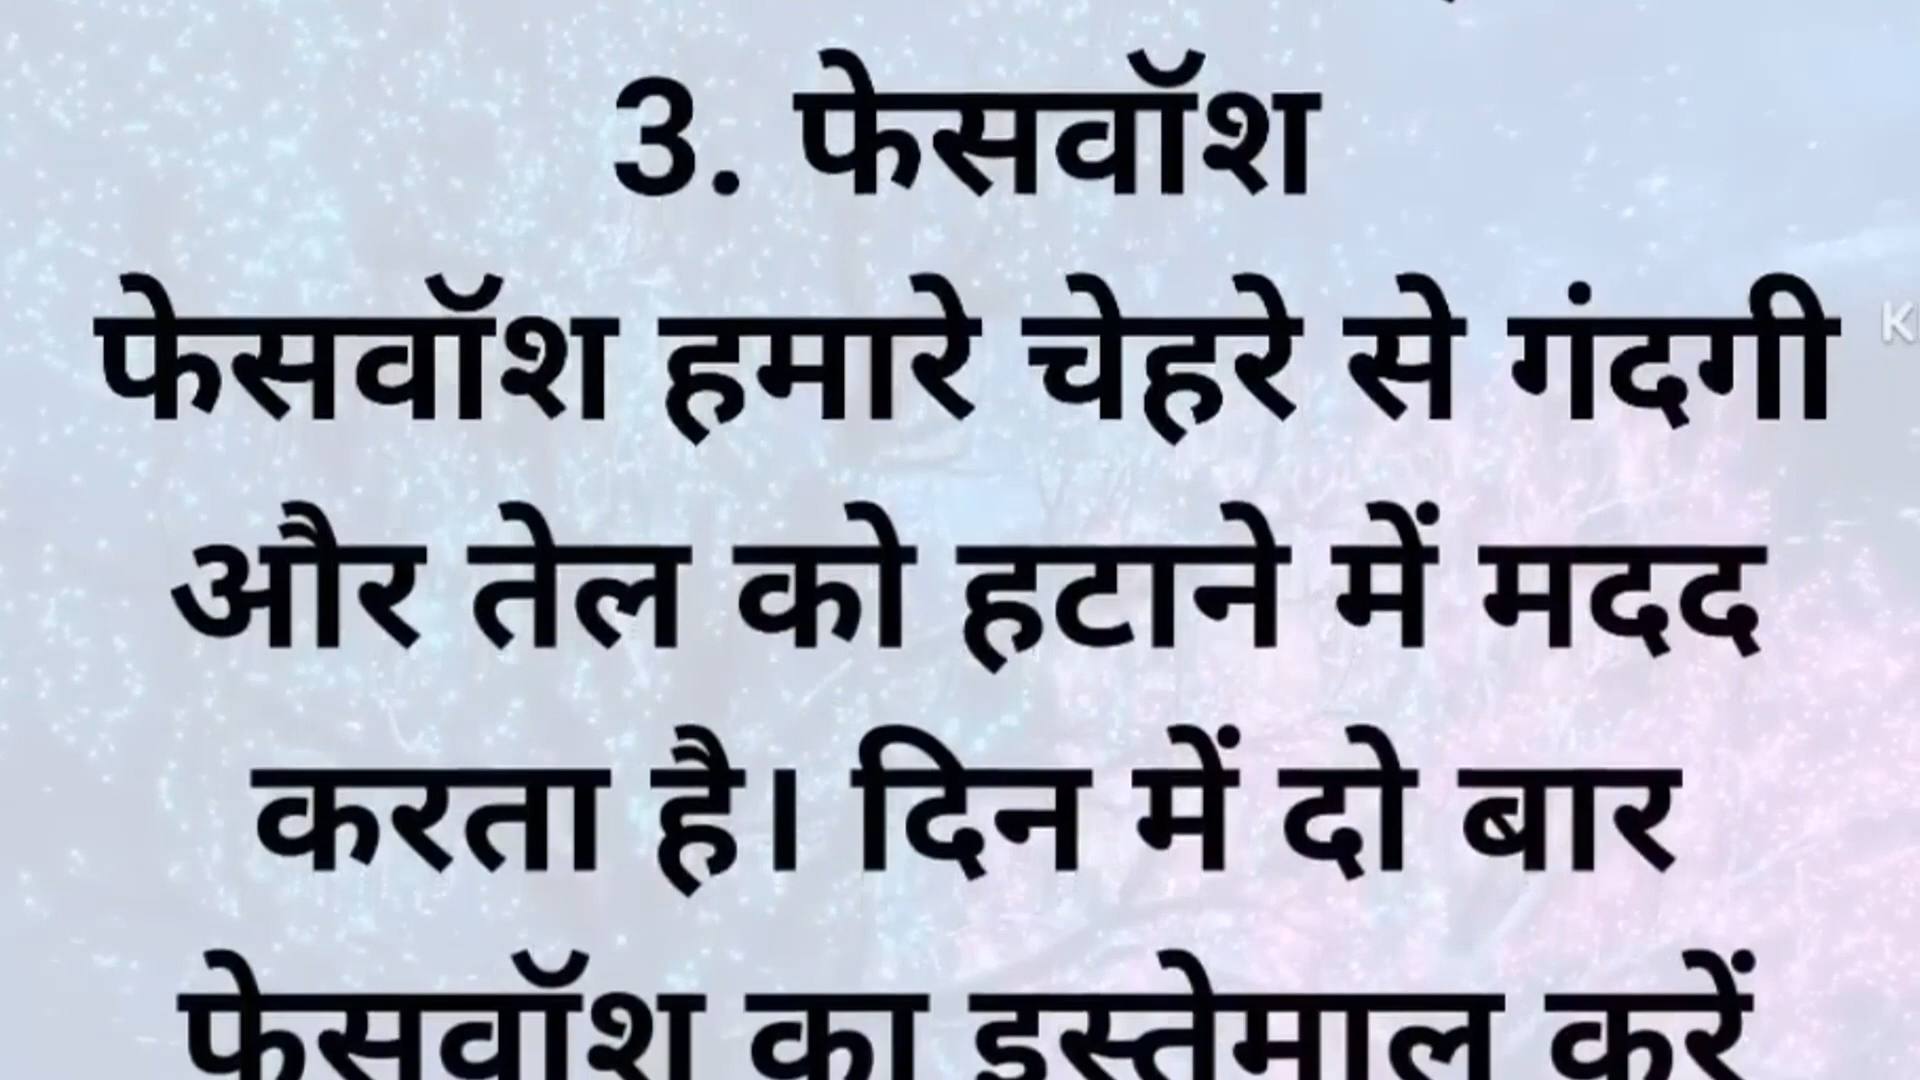 3. फेसवॉश
फेसवॉश हमारे चेहरे से गंदगी
और तेल को हटाने में मदद
करता है। दिन में दो बार
फेसवॉश का इस्तेमाल करें